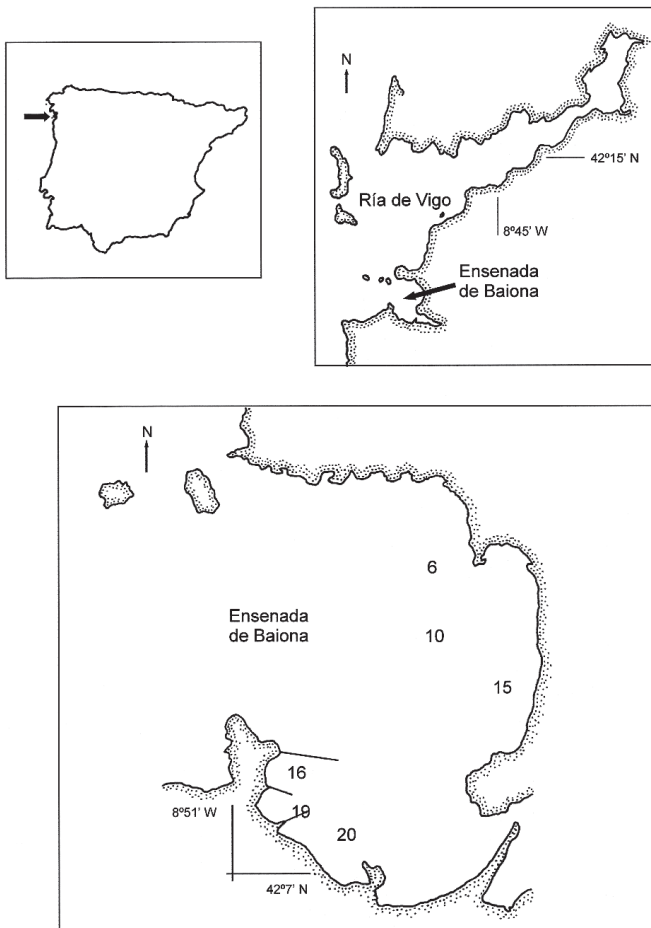 N
42º15' N
Ría de Vigo
8º45' W
Ensenada
de Baiona
N
6
Ensenada
de Baiona
10
15
16
19
8º51' W
20
42º7' N